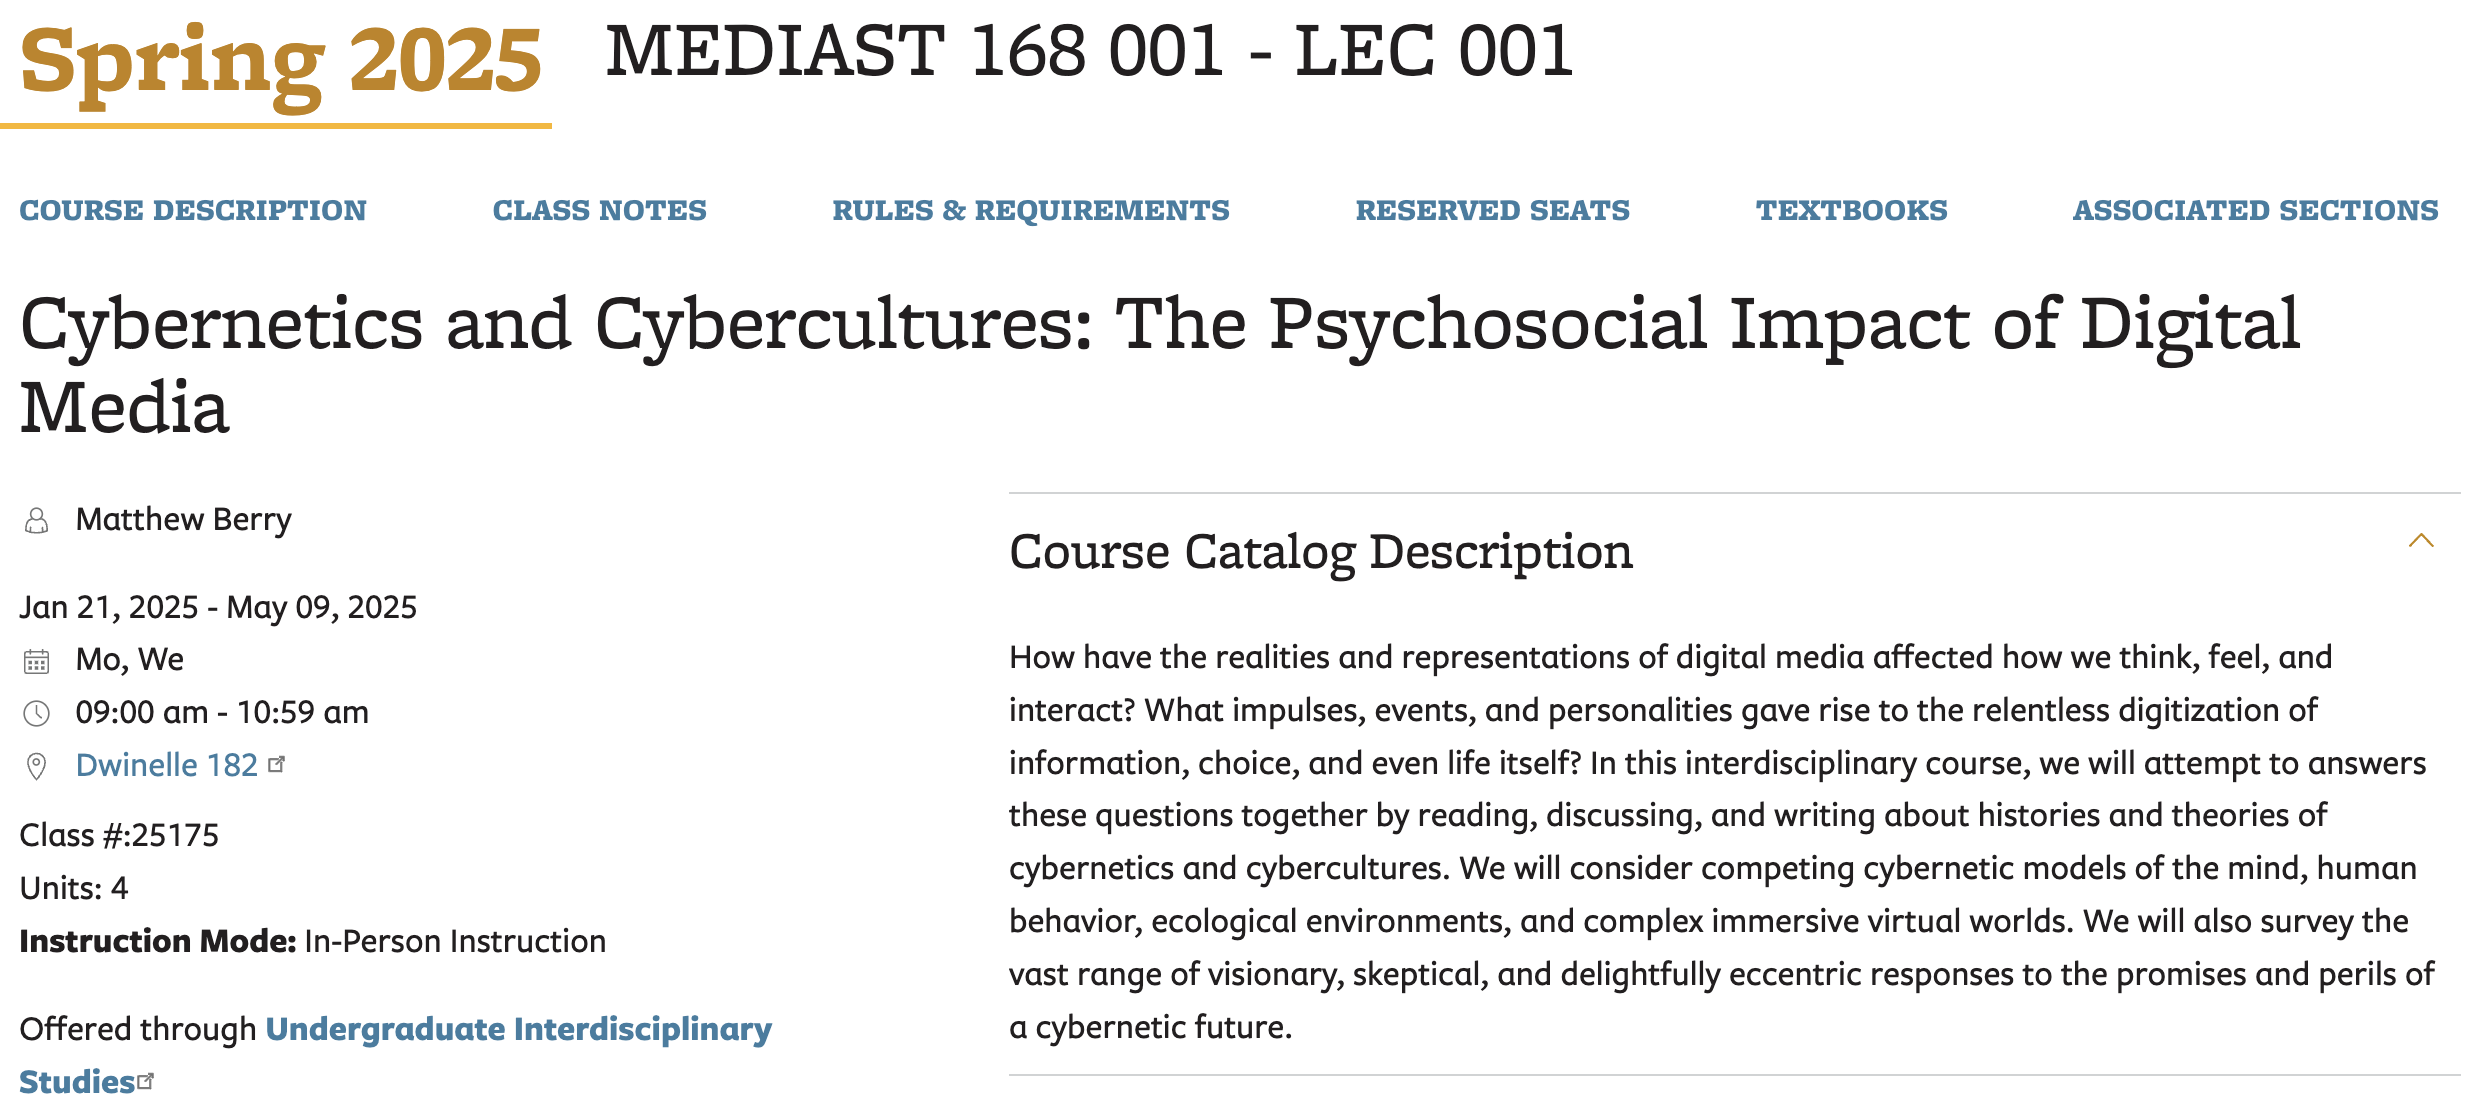 Spring 2025
MEDIAST 168 001 - LEC 001
COURSE DESCRIPTION
CLASS NOTES
RULES & REQUIREMENTS
RESERVED SEATS
TEXTBOOKS
ASSOCIATED SECTIONS
Cybernetics and Cybercultures: The Psychosocial Impact of Digital
Media
Matthew Berry
Jan 21, 2025 - May 09, 2025
Mo, We
09:00 am - 10:59 am
Dwinelle 182
Class #:25175
Units: 4
Instruction Mode: In-Person Instruction
Offered through Undergraduate Interdisciplinary
Studies
Course Catalog Description
How have the realities and representations of digital media affected how we think, feel, and
interact? What impulses, events, and personalities gave rise to the relentless digitization of
information, choice, and even life itself? In this interdisciplinary course, we will attempt to answers
these questions together by reading, discussing, and writing about histories and theories of
cybernetics and cybercultures. We will consider competing cybernetic models of the mind, human
behavior, ecological environments, and complex immersive virtual worlds. We will also survey the
vast range of visionary, skeptical, and delightfully eccentric responses to the promises and perils of
a cybernetic future.